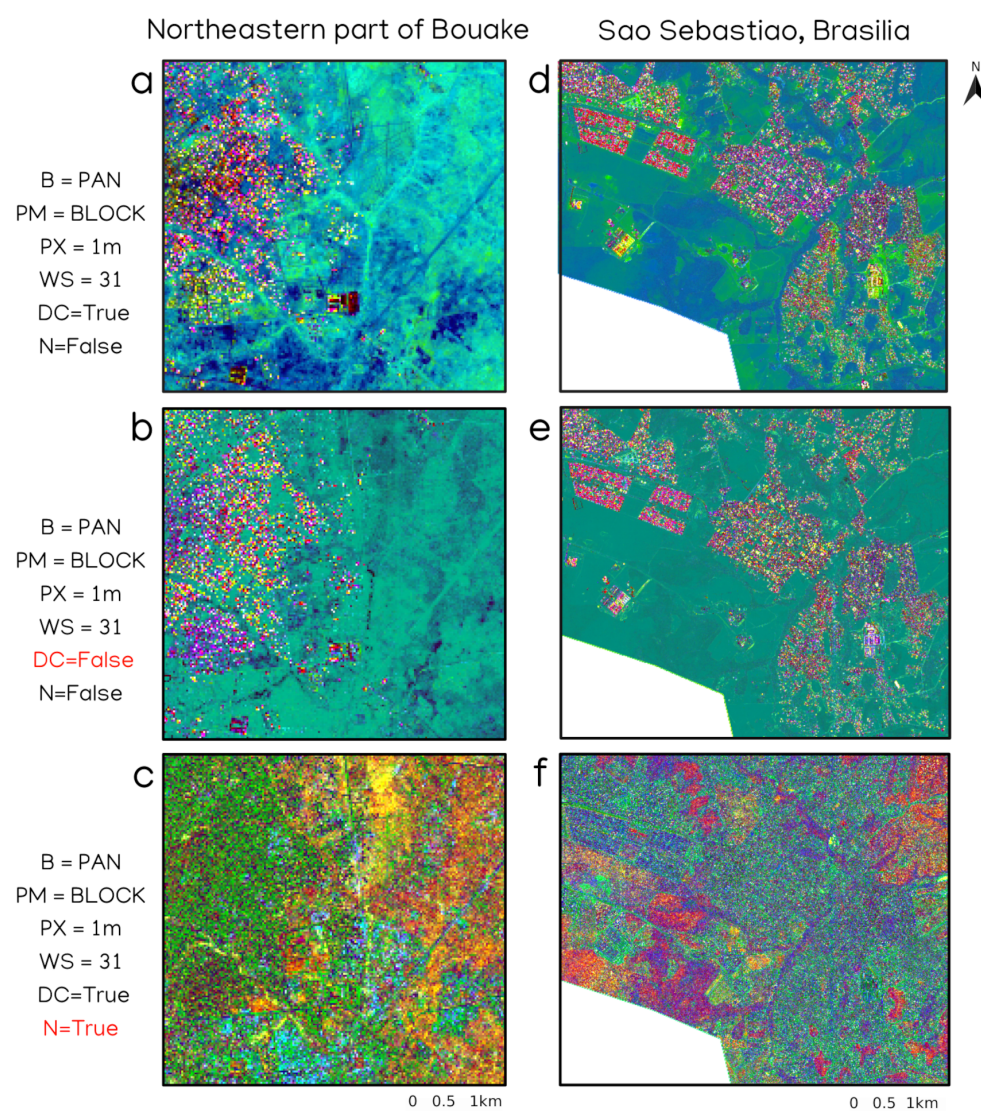 Northeastern part of Bouake
Sao Sebastiao, Brasilia
N
a
d
B = PAN
PM = BLOCK
PX = 1m
WS = 31
DC=True
N=False
b
e
B = PAN
PM = BLOCK
PX = 1m
WS = 31
DC=False
N=False
c
f
B = PAN
PM = BLOCK
PX = 1m
WS = 31
DC=True
N=True
0 0.5 1km
0 0.5 1km